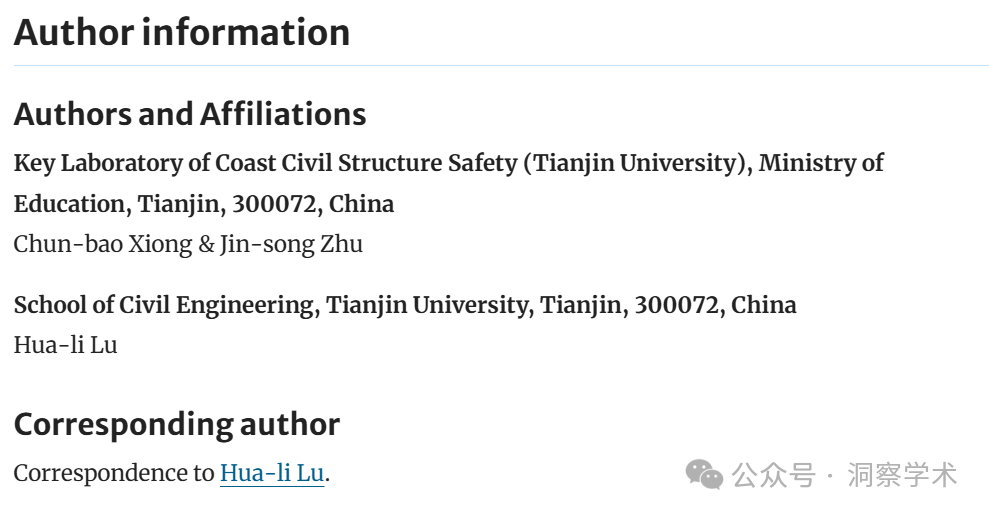 Author information
Authors and Affiliations
Key Laboratory of Coast Civil Structure Safety (Tianjin University), Ministry of
Education, Tianjin, 300072, China
Chun-bao Xiong & Jin-song Zhu
School of Civil Engineering, Tianjin University, Tianjin, 300072, China
Hua-li Lu
Corresponding author
Correspondence to Hua-li Lu.
公众号 · 洞察学术